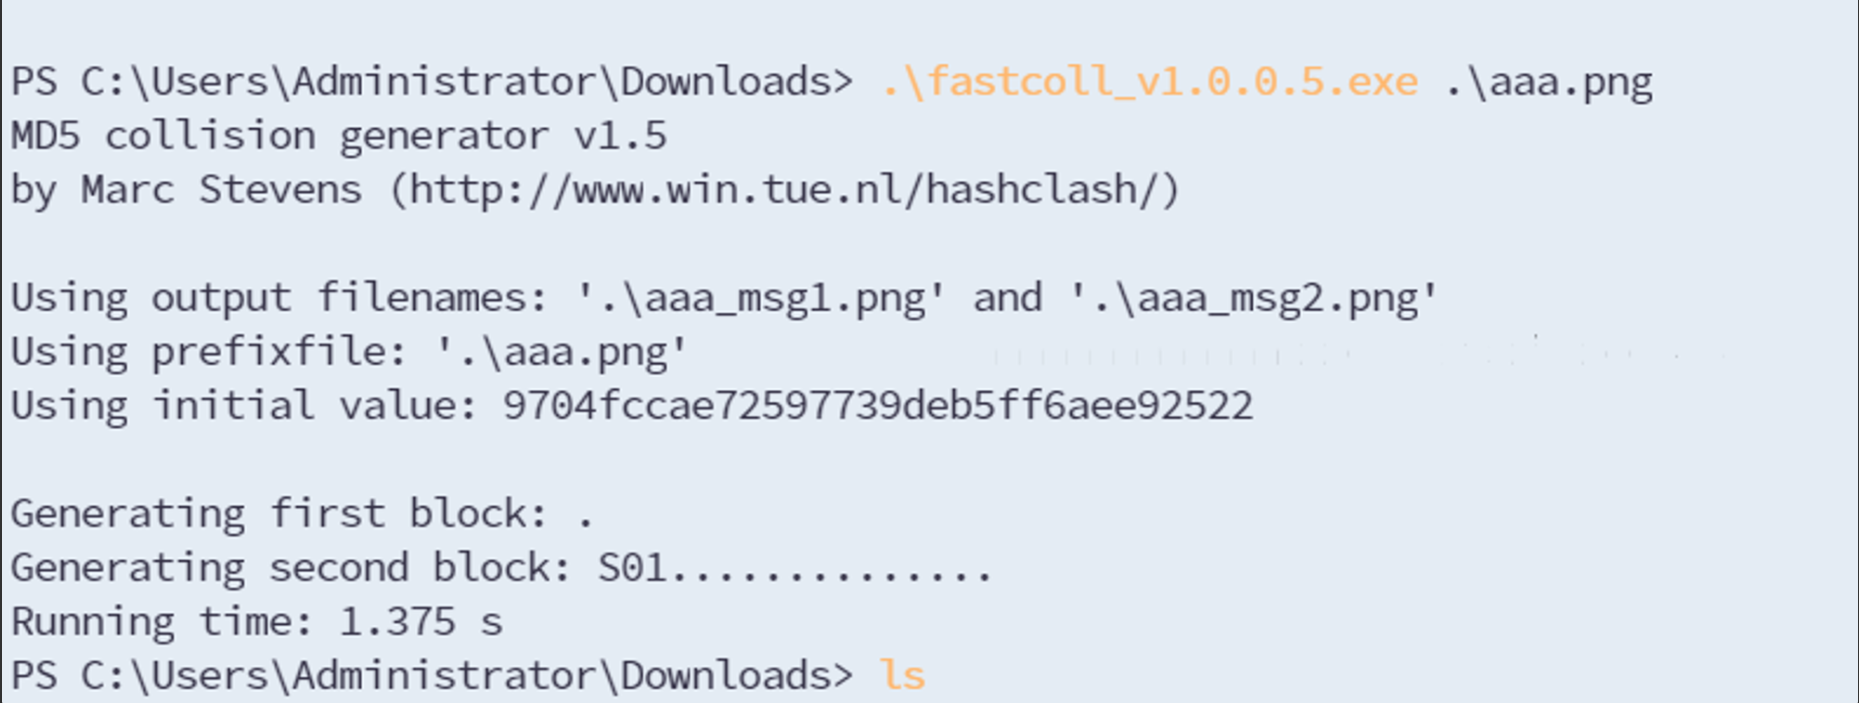 PS C:\Users\Administrator\Downloads> .\fastcoll_v1.0.0.5.exe .\aaa.png
MD5 collision generator v1.5
by Marc Stevens (http://www.win.tue.nl/hashclash/)
Using output filenames: '.\aaa_msg1.png' and '.\aaa_msg2.png'
Using prefixfile: '.\aaa.png'
Using initial value: 9704fccae72597739deb5ff6aee92522
Generating first block: .
Generating second block: S01..............
Running time: 1.375 s
PS C:\Users\Administrator\Downloads> ls